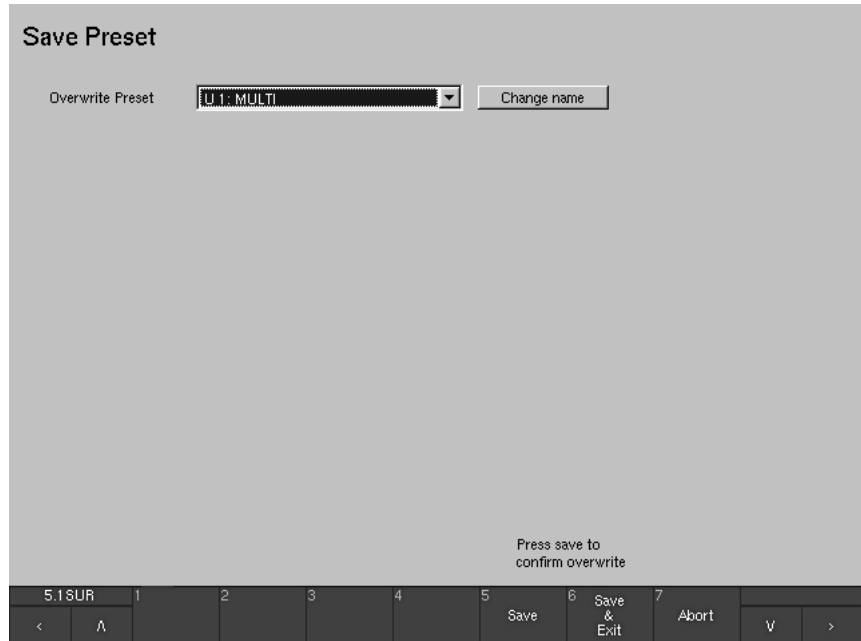 Save Preset
Overwrite Preset U 1: MULTI Change name
Press save to
confirm overwrite
5.1SUR 1 2 3 4 5 Save 6 Save & Exit 7 Abort
< Λ V >